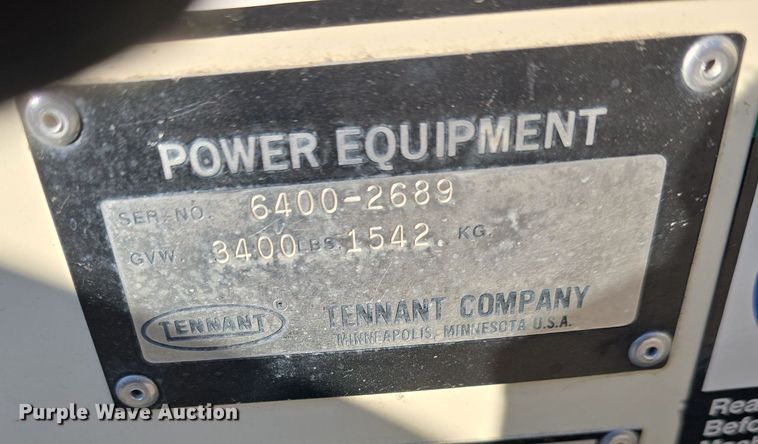 POWER EQUIPMENT
SER. NO. 6400-2689
GVW. 3400 LBS. 1542. KG.
TENNANT ® TENNANT COMPANY
MINNEAPOLIS, MINNESOTA U.S.A.
Purple Wave Auction